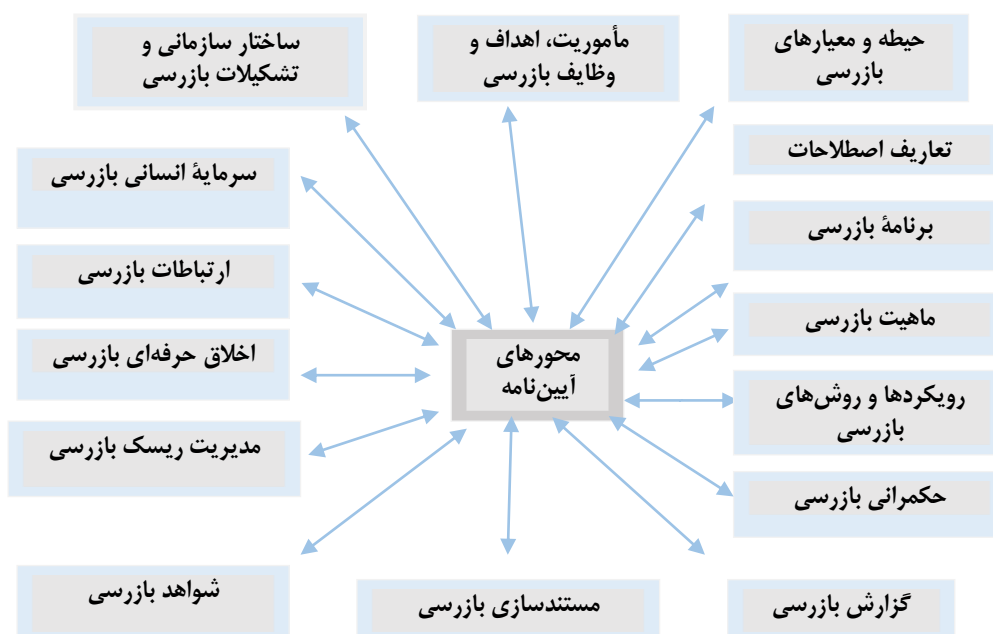 حیطه و معیارهای
بازرسی
مأموریت، اهداف و
وظایف بازرسی
ساختار سازمانی و
تشکیلات بازرسی
تعاریف اصطلاحات
سرمایۀ انسانی بازرسی
برنامۀ بازرسی
ارتباطات بازرسی
ماهیت بازرسی
محورهای
آیین‌نامه
اخلاق حرفه‌ای بازرسی
رویکردها و روش‌های
بازرسی
مدیریت ریسک بازرسی
حکمرانی بازرسی
گزارش بازرسی
مستندسازی بازرسی
شواهد بازرسی